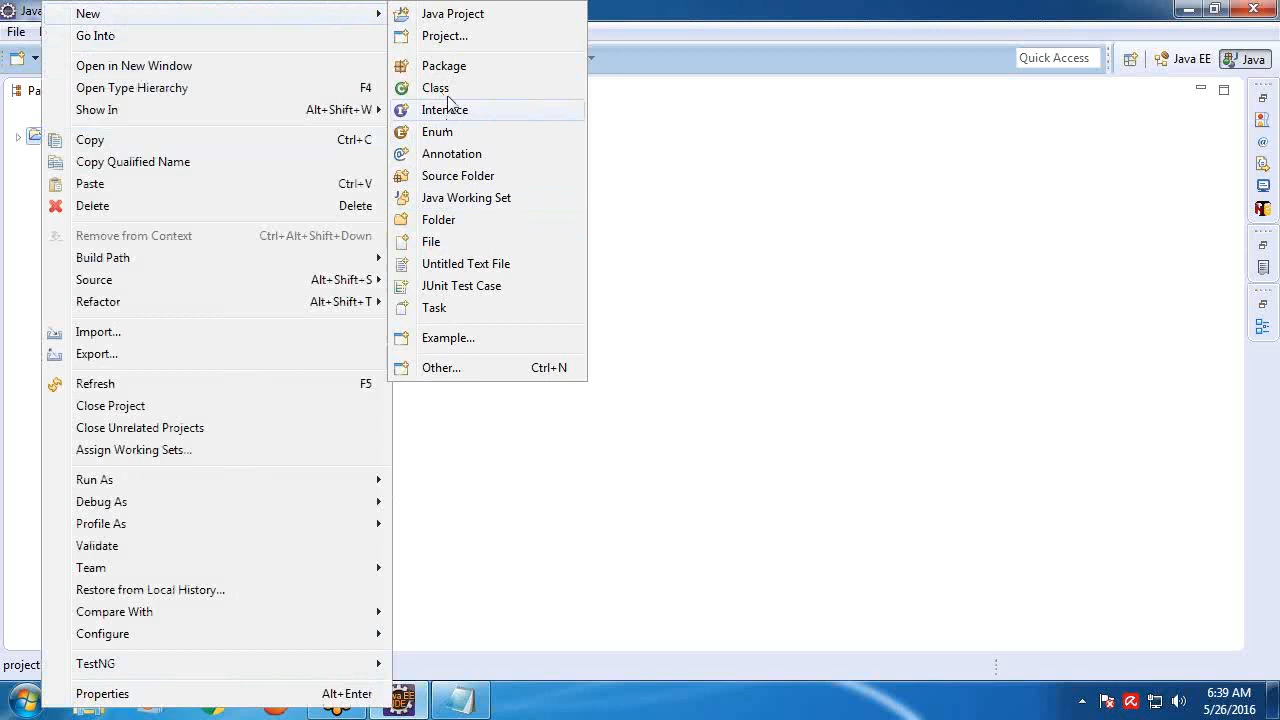 Java
File
Pa
New
Go Into
Open in New Window
Open Type Hierarchy F4
Show In Alt+Shift+W
Copy Ctrl+C
Copy Qualified Name
Paste Ctrl+V
Delete Delete
Remove from Context Ctrl+Alt+Shift+Down
Build Path
Source Alt+Shift+S
Refactor Alt+Shift+T
Import...
Export...
Refresh F5
Close Project
Close Unrelated Projects
Assign Working Sets...
Run As
Debug As
Profile As
Validate
Team
Restore from Local History...
Compare With
Configure
TestNG
Properties Alt+Enter
Java Project
Project...
Package
Class
Interface
Enum
Annotation
Source Folder
Java Working Set
Folder
File
Untitled Text File
JUnit Test Case
Task
Example...
Other... Ctrl+N
Quick Access
Java EE
Java
project
Java EE
IDE
6:39 AM
5/26/2016